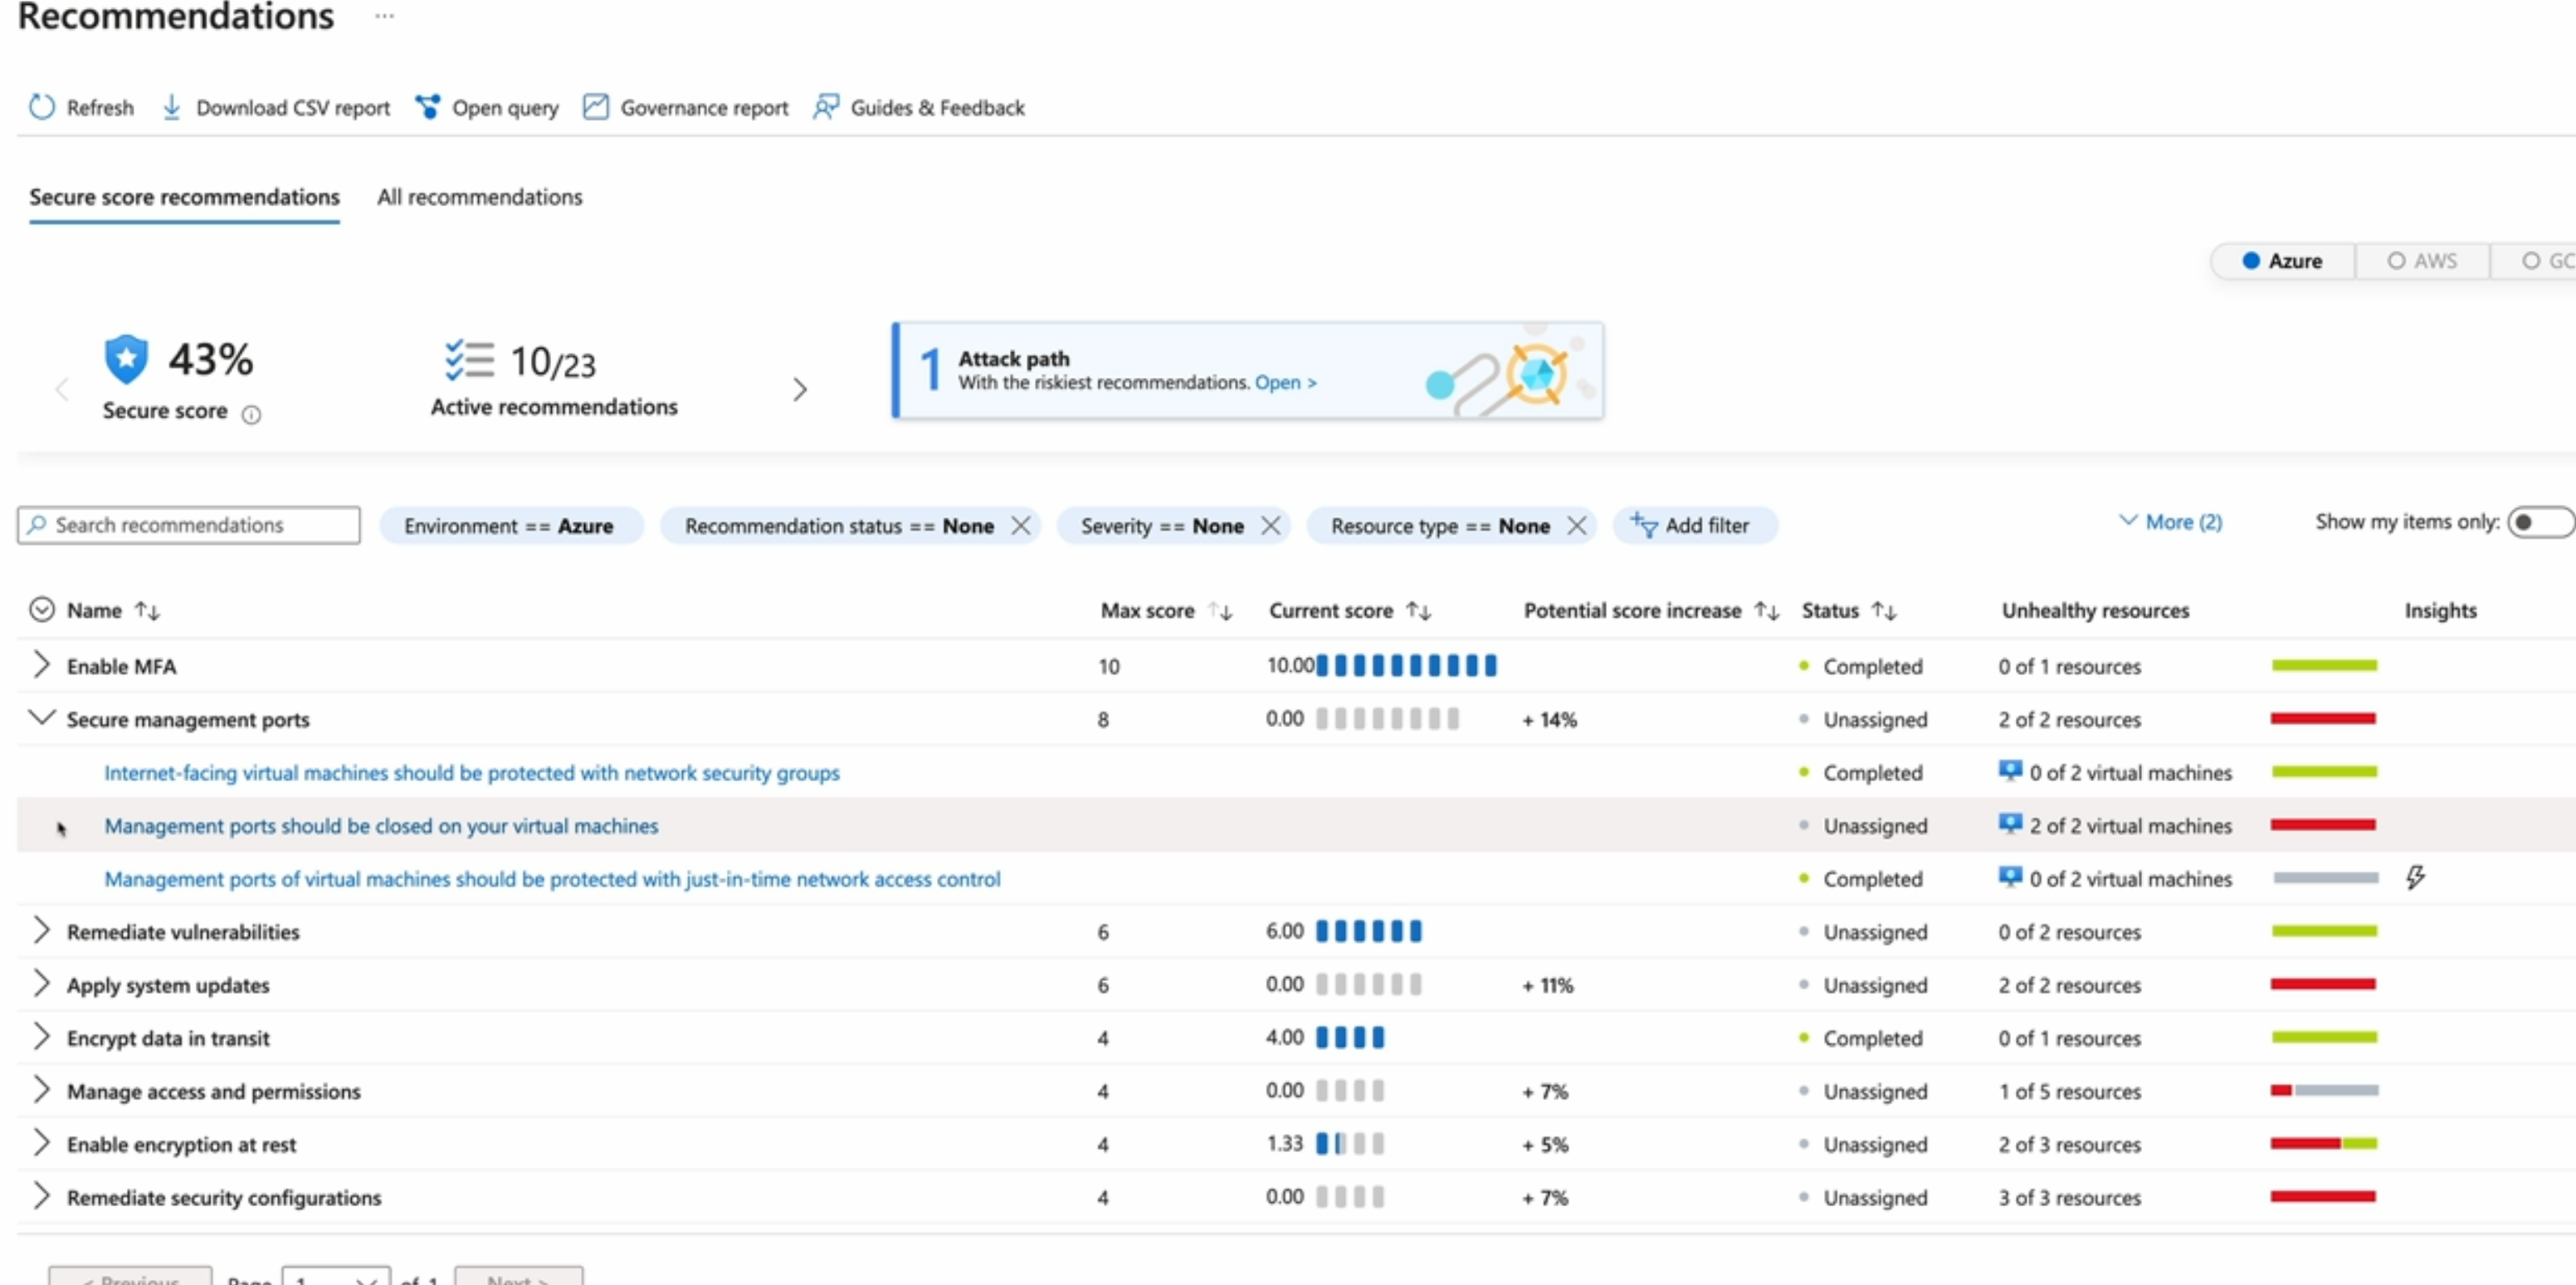 Recommendations ...
Refresh Download CSV report Open query Governance report Guides & Feedback
Secure score recommendations All recommendations
Azure AWS GC
43% 10/23 1 Attack path
With the riskiest recommendations. Open >
Secure score Active recommendations
Search recommendations Environment == Azure Recommendation status == None Severity == None Resource type == None Add filter More (2) Show my items only:
Name Max score Current score Potential score increase Status Unhealthy resources Insights
Enable MFA 10 10.00 Completed 0 of 1 resources
Secure management ports 8 0.00 + 14% Unassigned 2 of 2 resources
Internet-facing virtual machines should be protected with network security groups Completed 0 of 2 virtual machines
Management ports should be closed on your virtual machines Unassigned 2 of 2 virtual machines
Management ports of virtual machines should be protected with just-in-time network access control Completed 0 of 2 virtual machines
Remediate vulnerabilities 6 6.00 Unassigned 0 of 2 resources
Apply system updates 6 0.00 + 11% Unassigned 2 of 2 resources
Encrypt data in transit 4 4.00 Completed 0 of 1 resources
Manage access and permissions 4 0.00 + 7% Unassigned 1 of 5 resources
Enable encryption at rest 4 1.33 + 5% Unassigned 2 of 3 resources
Remediate security configurations 4 0.00 + 7% Unassigned 3 of 3 resources
< Previous Page 1 of 1 Next >